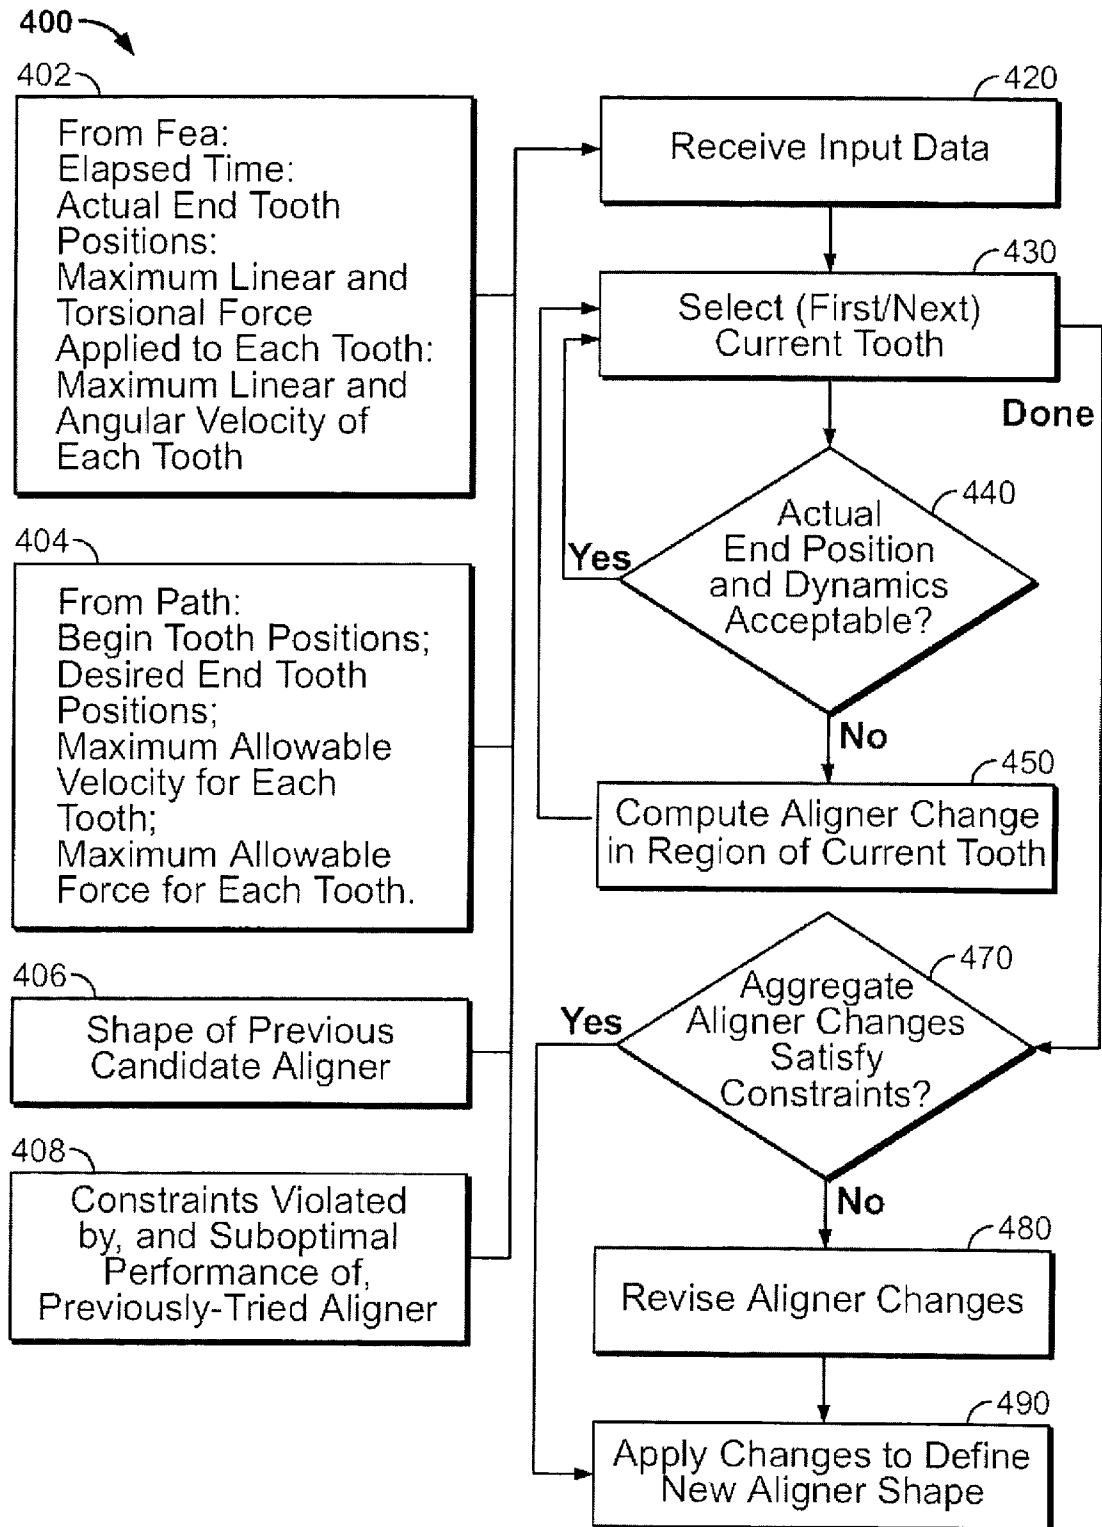 400
402
From Fea:
Elapsed Time:
Actual End Tooth
Positions:
Maximum Linear and
Torsional Force
Applied to Each Tooth:
Maximum Linear and
Angular Velocity of
Each Tooth
404
From Path:
Begin Tooth Positions;
Desired End Tooth
Positions;
Maximum Allowable
Velocity for Each
Tooth;
Maximum Allowable
Force for Each Tooth.
406
Shape of Previous
Candidate Aligner
408
Constraints Violated
by, and Suboptimal
Performance of,
Previously-Tried Aligner
420
Receive Input Data
430
Select (First/Next)
Current Tooth
Done
440
Actual
End Position
and Dynamics
Acceptable?
Yes
No
450
Compute Aligner Change
in Region of Current Tooth
470
Aggregate
Aligner Changes
Satisfy
Constraints?
Yes
No
480
Revise Aligner Changes
490
Apply Changes to Define
New Aligner Shape